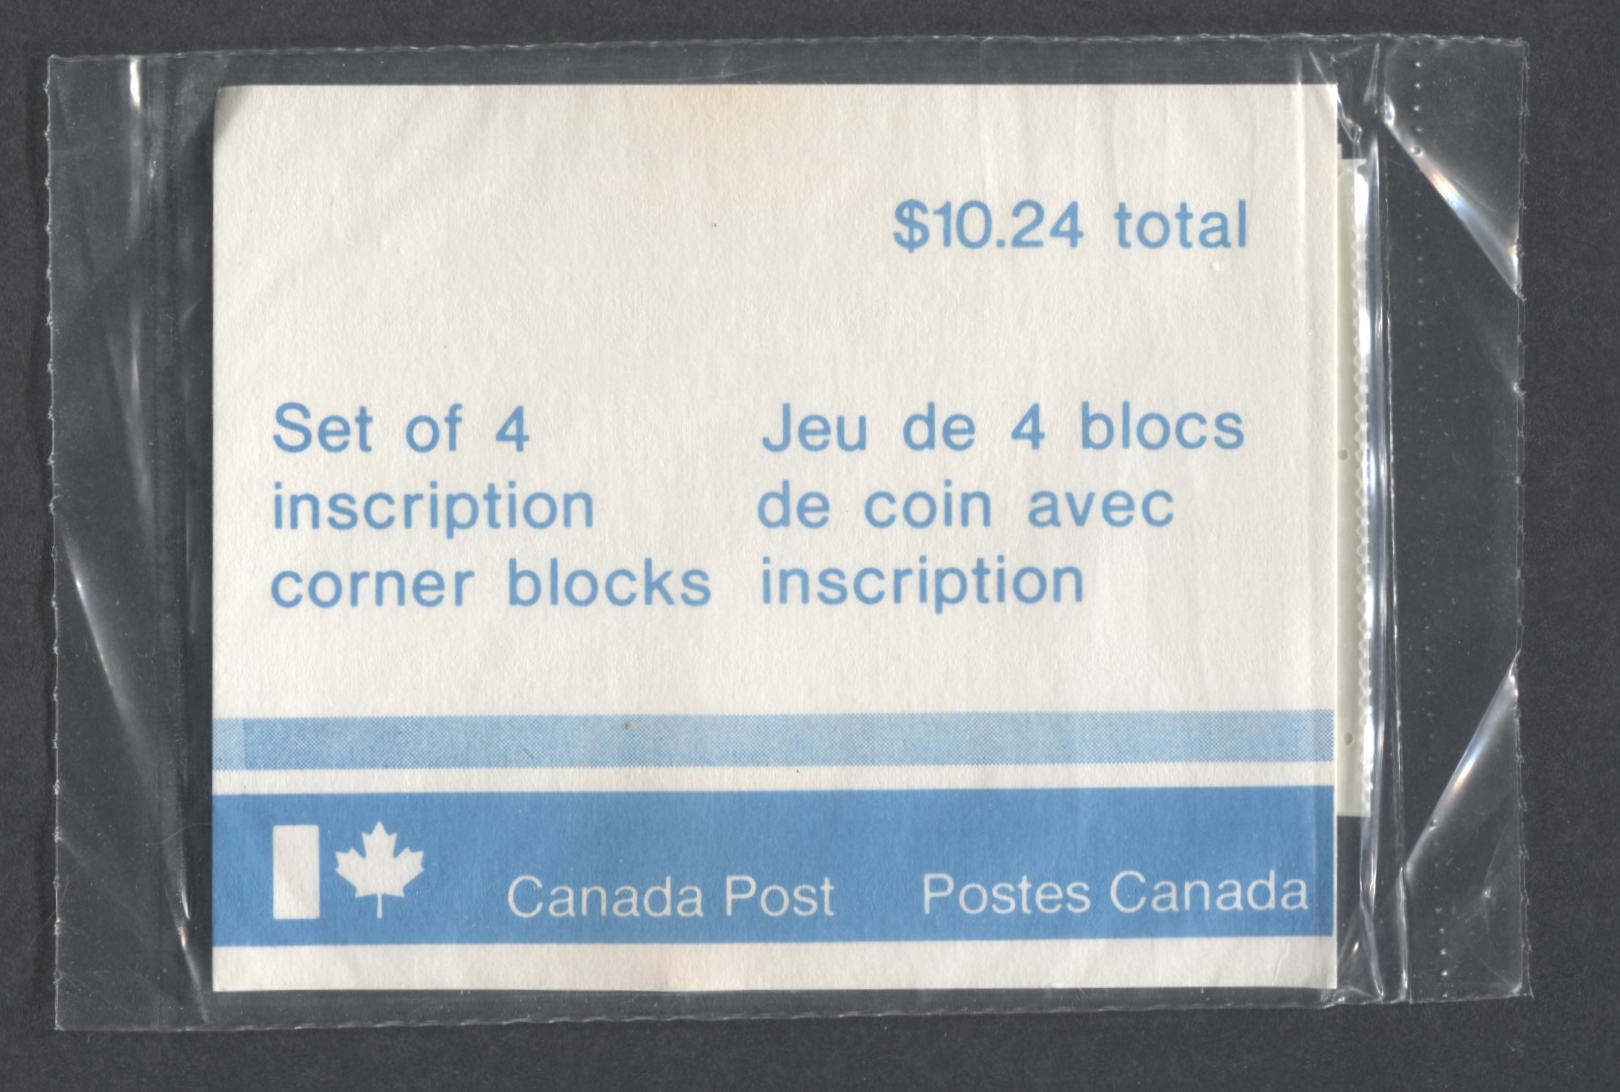 $10.24 total
Set of 4
inscription
corner blocks
Jeu de 4 blocs
de coin avec
inscription
Canada Post
Postes Canada